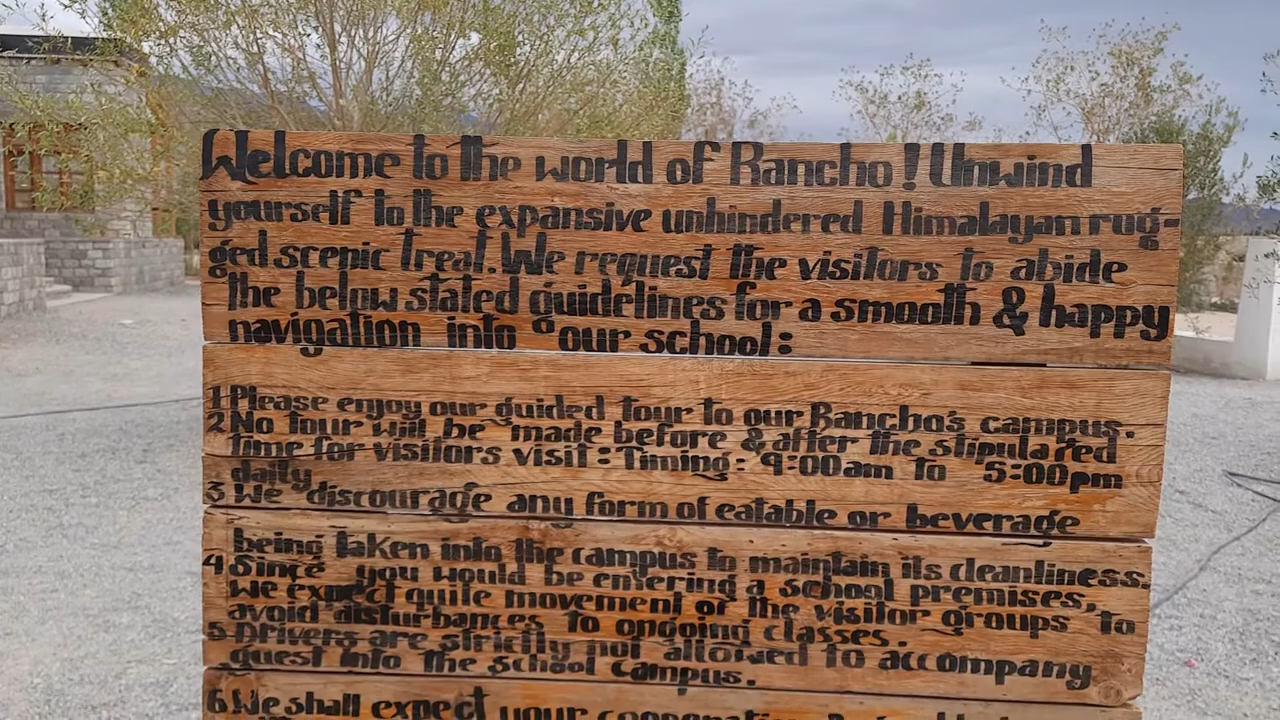 Welcome to the world of Rancho! Unwind
yourself to the expansive unhindered Himalayan rug-
ged scenic treat. We request the visitors to abide
the below stated guidelines for a smooth & happy
navigation into our school:
1 Please enjoy our guided tour to our Rancho's campus.
2 No tour will be made before & after the stipulated
time for visitors visit: Timing: 9:00am to 5:00pm
daily
3 We discourage any form of eatable or beverage
being taken into the campus to maintain its cleanliness.
4 Since you would be entering a school premises,
we expect quite movement of the visitor groups to
avoid disturbances to ongoing classes.
5 Drivers are strictly not allowed to accompany
guest into the school campus.
6 We shall expect your